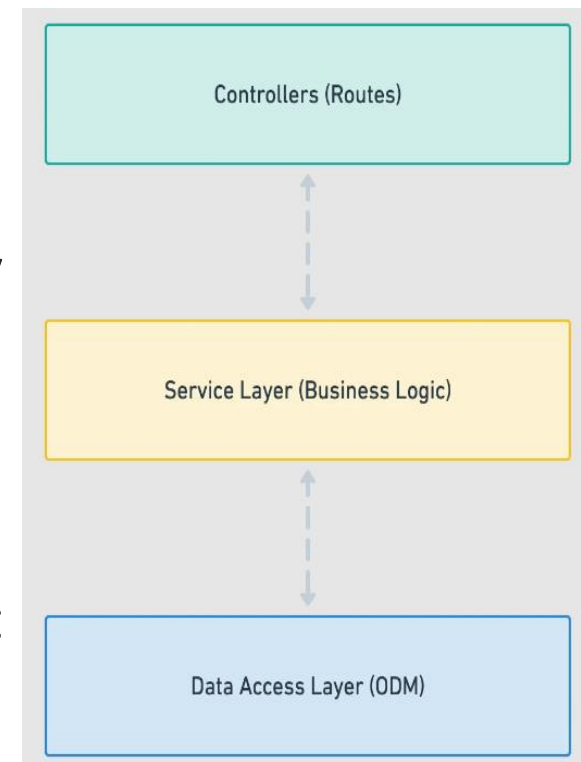 Controllers (Routes)
Service Layer (Business Logic)
Data Access Layer (ODM)